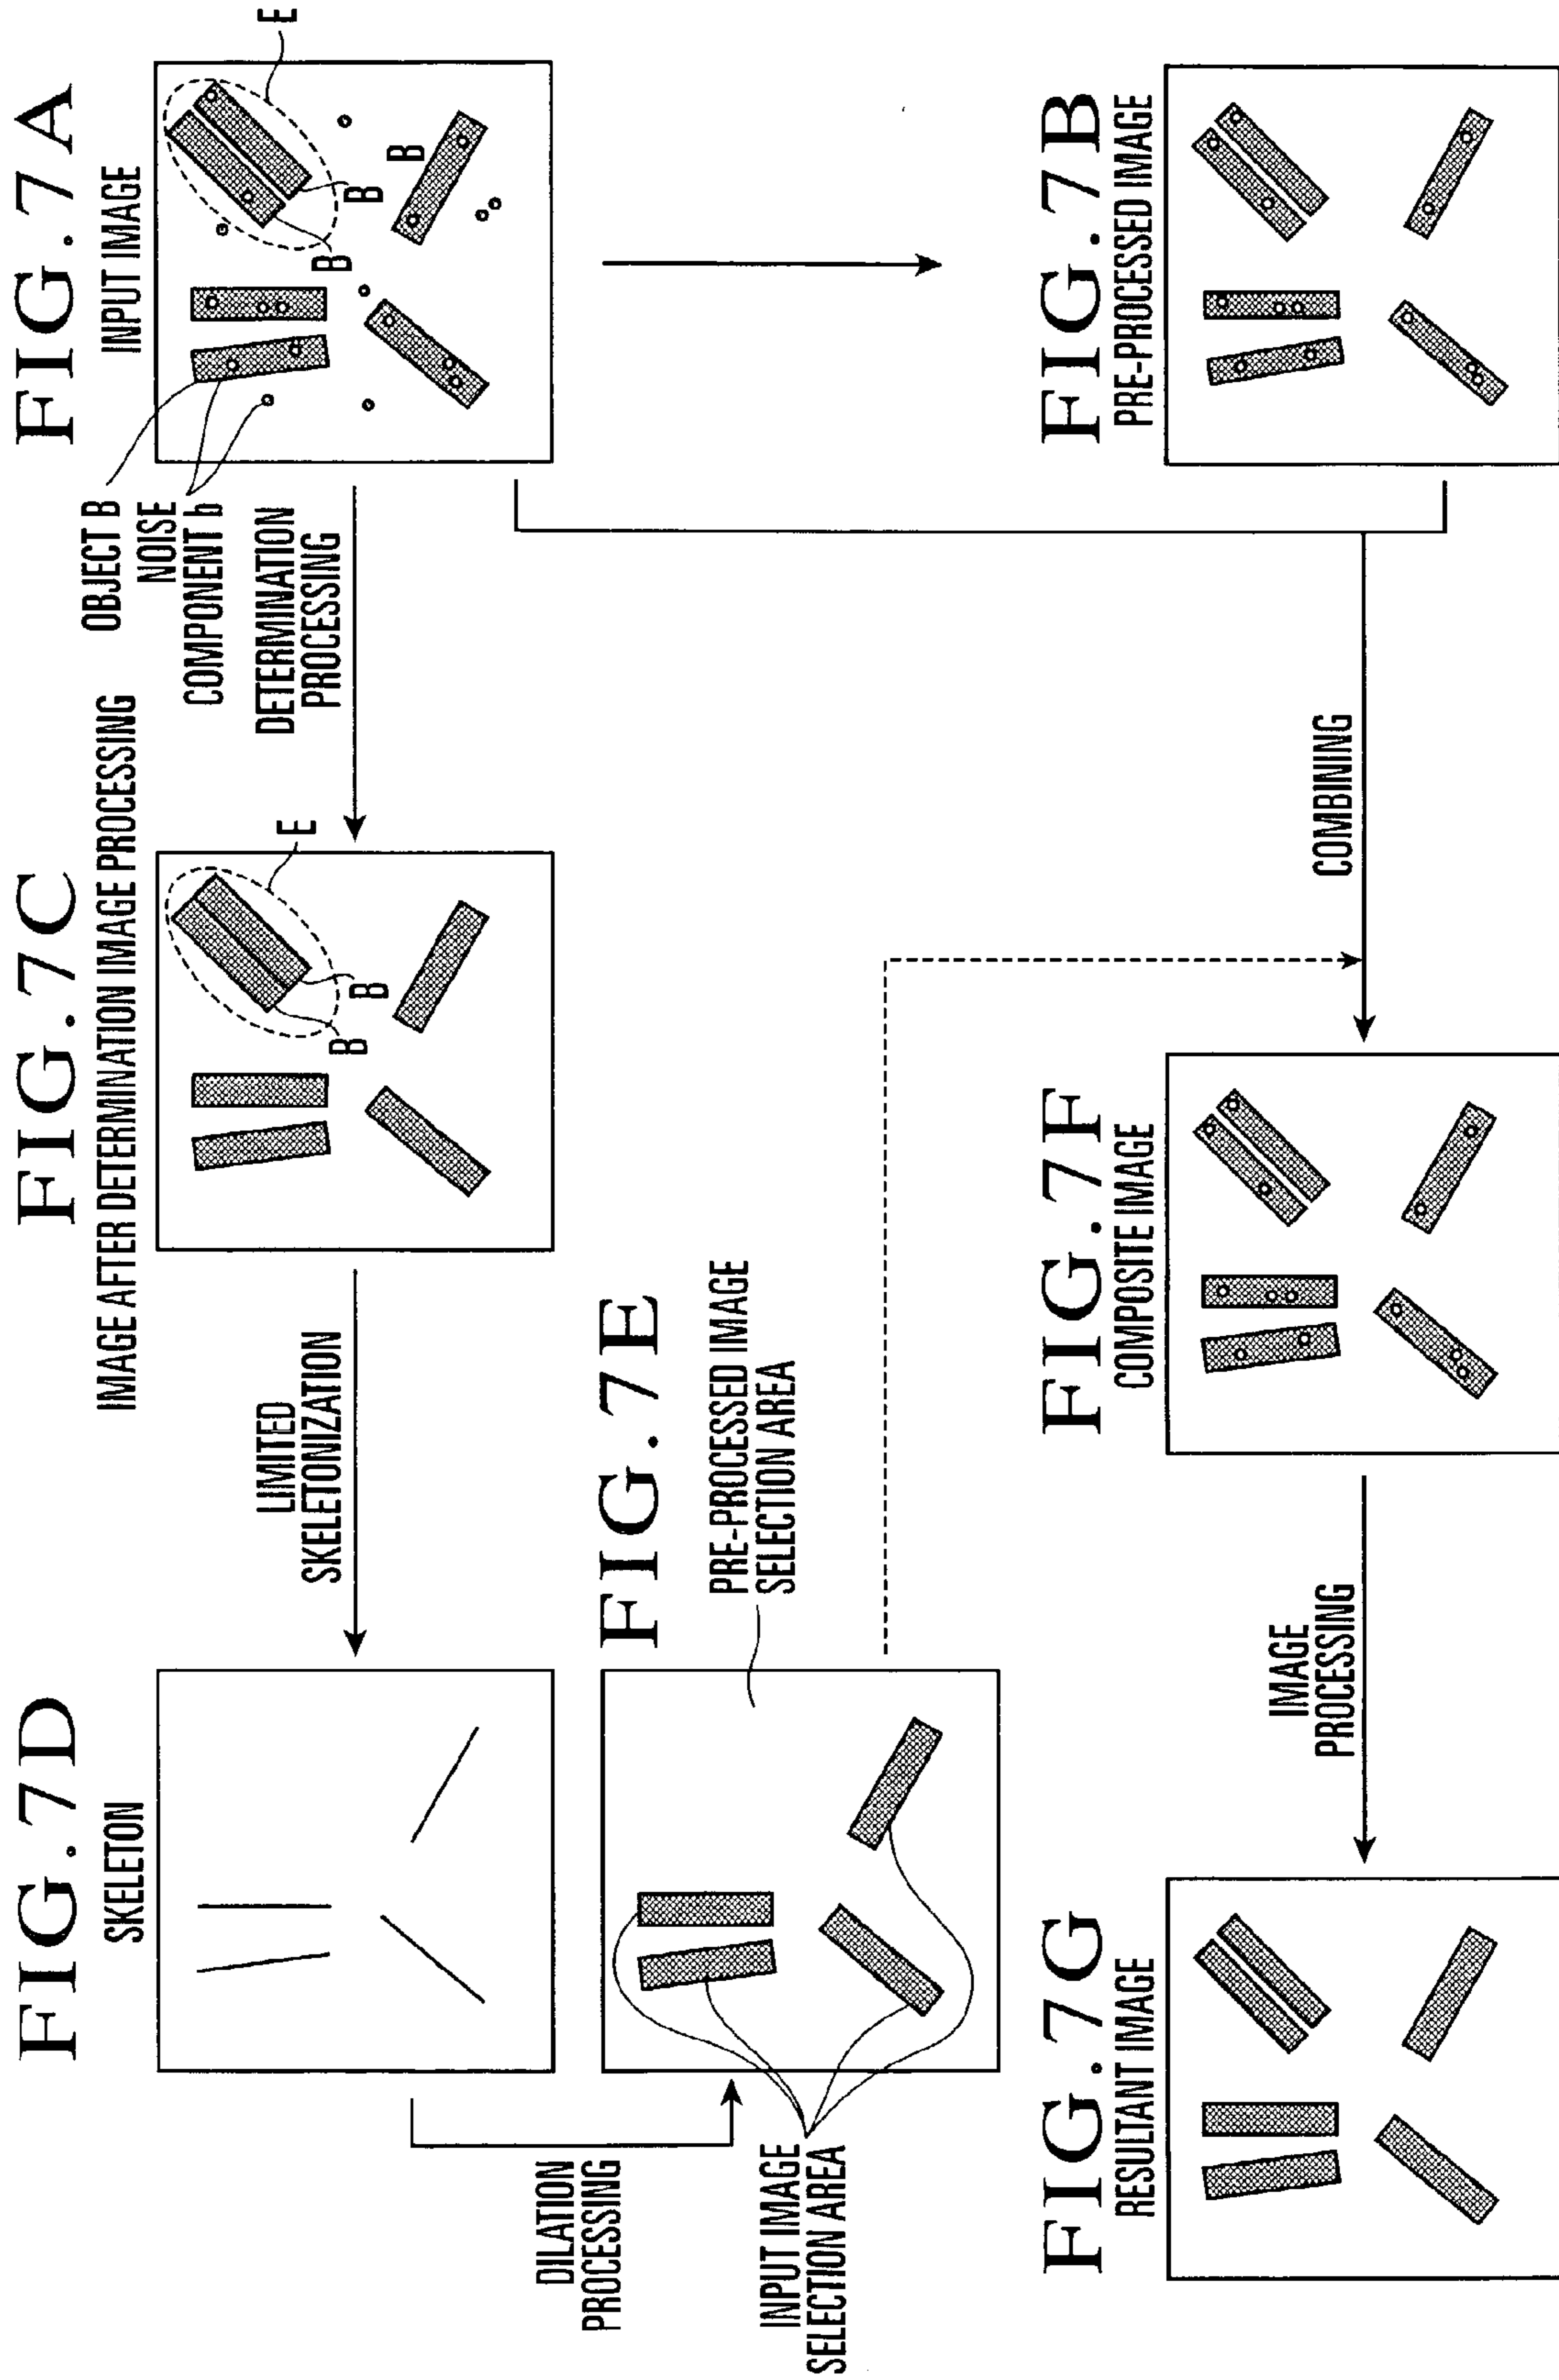 FIG.7A
INPUT IMAGE
E
B
B
B
OBJECT B
NOISE
COMPONENT b
DETERMINATION
PROCESSING
FIG.7B
PRE-PROCESSED IMAGE
FIG.7C
IMAGE AFTER DETERMINATION IMAGE PROCESSING
E
B
B
LIMITED
SKELETONIZATION
FIG.7D
SKELETON
DILATION
PROCESSING
FIG.7E
PRE-PROCESSED IMAGE
SELECTION AREA
INPUT IMAGE
SELECTION AREA
COMBINING
FIG.7F
COMPOSITE IMAGE
IMAGE
PROCESSING
FIG.7G
RESULTANT IMAGE